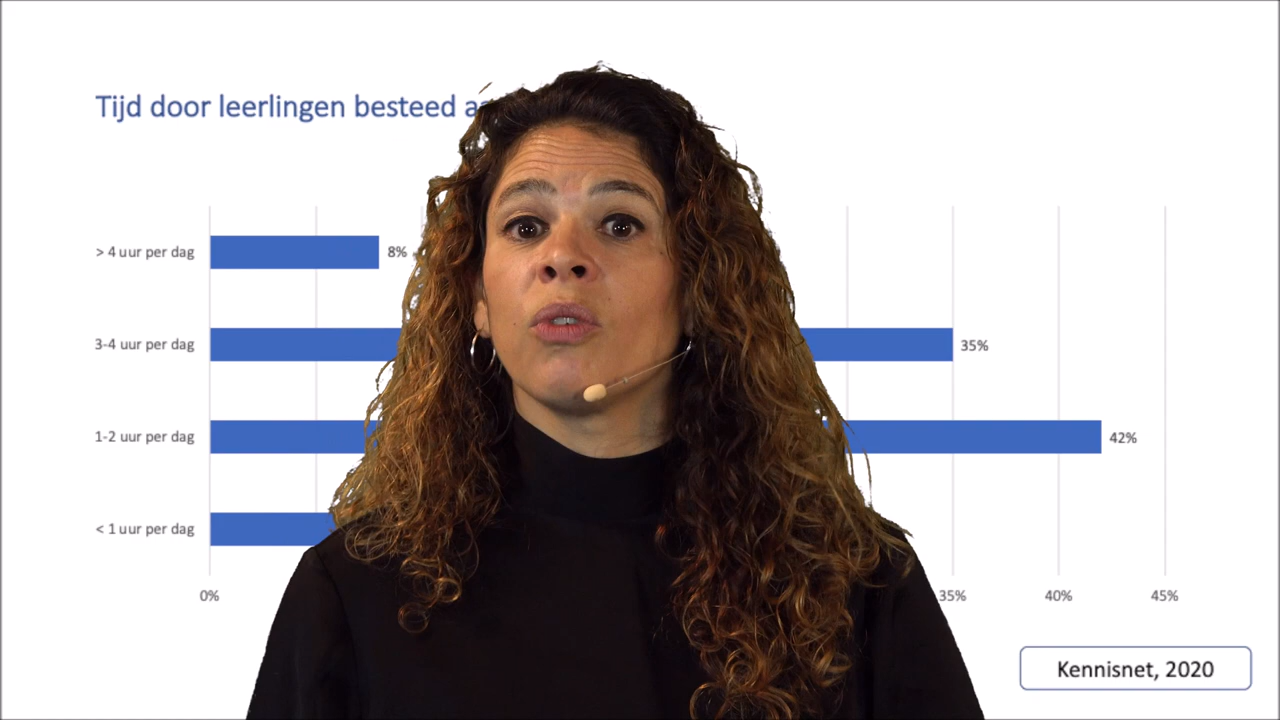 Tijd door leerlingen besteed
> 4 uur per dag 8%
3-4 uur per dag 35%
1-2 uur per dag 42%
< 1 uur per dag
0% 35% 40% 45%
Kennisnet, 2020